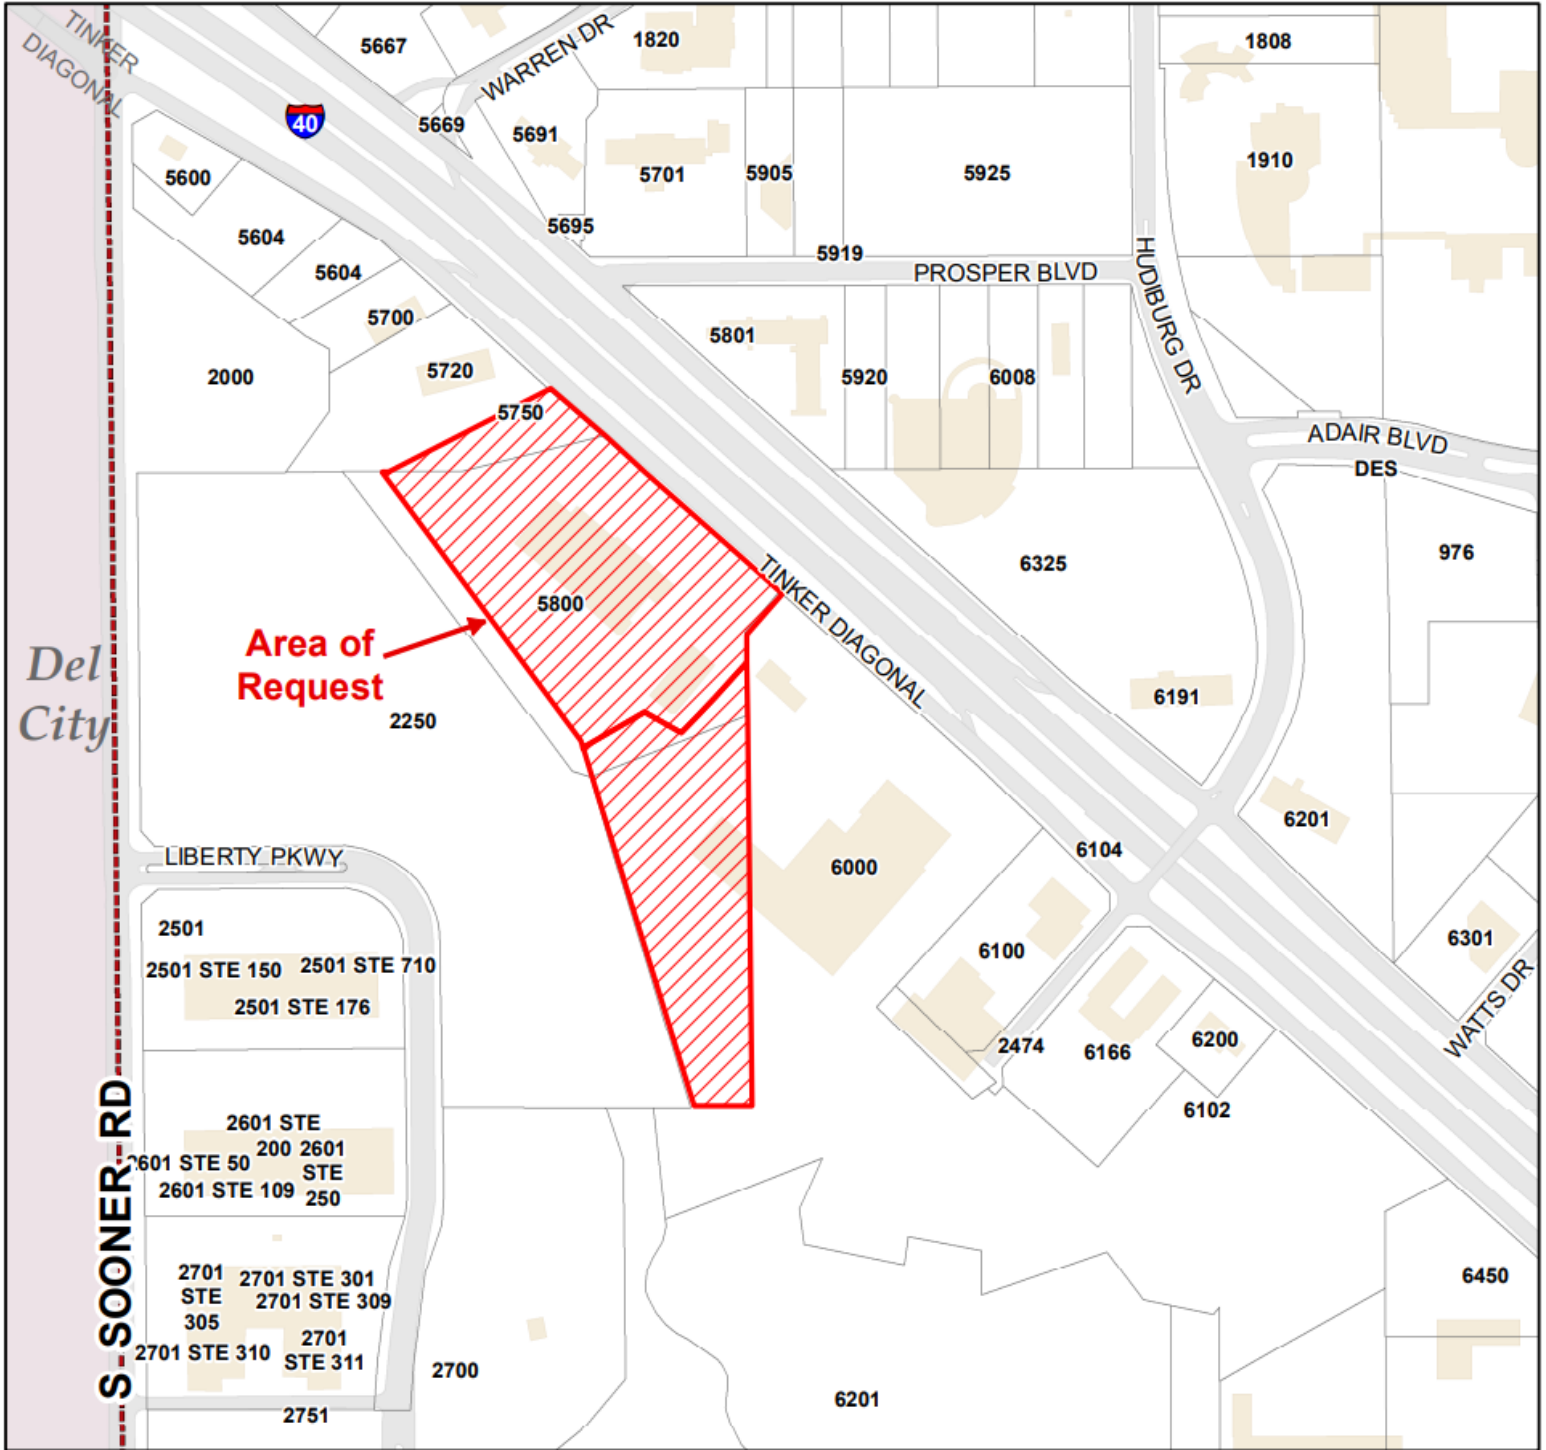 TINKER
DIAGONAL
5667
WARREN DR
1820
1808
40
5669
5691
5701
5905
5925
1910
5600
5695
5604
5919
PROSPER BLVD
HUDIBURG DR
5604
5700
5801
5720
5920
6008
2000
5750
ADAIR BLVD
DES
976
6325
TINKER DIAGONAL
5800
Area of
Request
Del
City
2250
6191
6201
LIBERTY PKWY
6104
6000
2501
2501 STE 150
2501 STE 710
2501 STE 176
6100
6301
WATTS DR
2474
6166
6200
6102
S SOONER RD
2601 STE
200
2601
STE
250
2601 STE 50
2601 STE 109
2701
STE
305
2701 STE 301
2701 STE 309
2701 STE 310
2701
STE 311
2700
6450
6201
2751